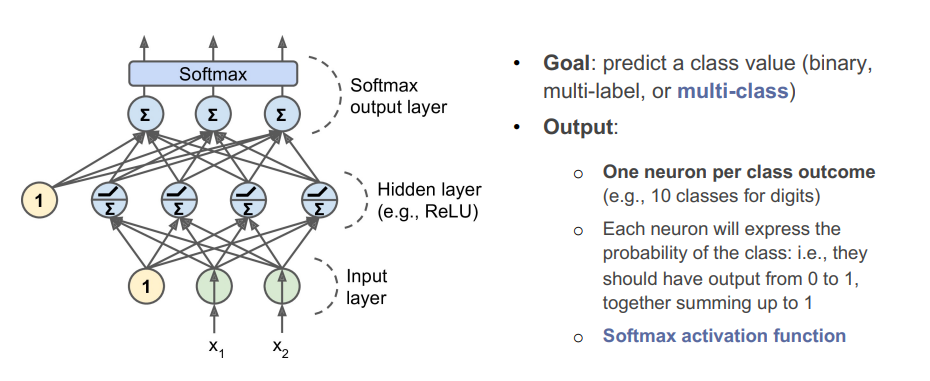 Softmax
Σ Σ Σ
Softmax
output layer
1
Σ Σ Σ Σ
Hidden layer
(e.g., ReLU)
1
Input
layer
x1 x2
• Goal: predict a class value (binary,
multi-label, or multi-class)
• Output:
o One neuron per class outcome
(e.g., 10 classes for digits)
o Each neuron will express the
probability of the class: i.e., they
should have output from 0 to 1,
together summing up to 1
o Softmax activation function